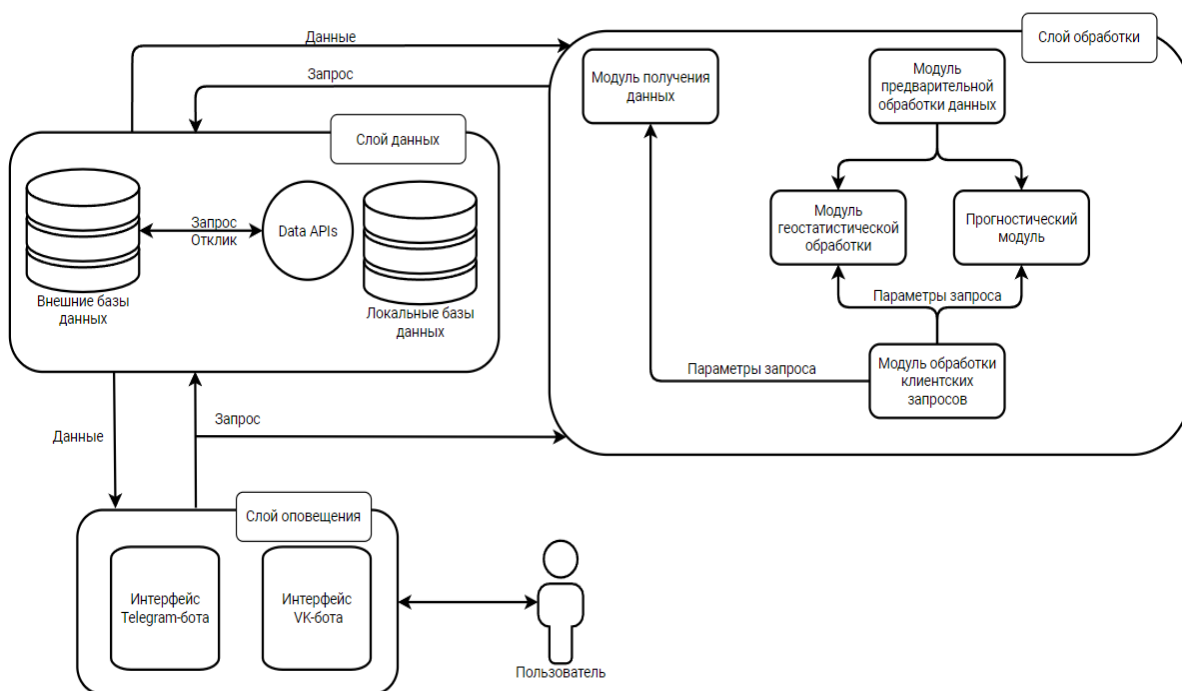 Данные
Слой обработки
Запрос
Модуль получения
данных
Модуль
предварительной
обработки данных
Слой данных
Запрос
Отклик
Data APIs
Модуль
геостатистической
обработки
Прогностический
модуль
Внешние базы
данных
Локальные базы
данных
Параметры запроса
Параметры запроса
Модуль обработки
клиентских
запросов
Данные
Запрос
Слой оповещения
Интерфейс
Telegram-бота
Интерфейс
VK-бота
Пользователь